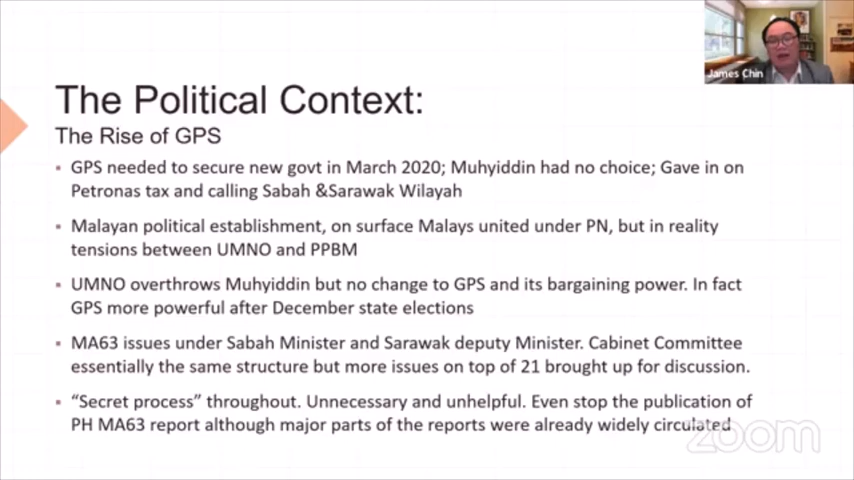 James Chin
The Political Context:
The Rise of GPS
▪ GPS needed to secure new govt in March 2020; Muhyiddin had no choice; Gave in on
Petronas tax and calling Sabah &Sarawak Wilayah
▪ Malayan political establishment, on surface Malays united under PN, but in reality
tensions between UMNO and PPBM
▪ UMNO overthrows Muhyiddin but no change to GPS and its bargaining power. In fact
GPS more powerful after December state elections
▪ MA63 issues under Sabah Minister and Sarawak deputy Minister. Cabinet Committee
essentially the same structure but more issues on top of 21 brought up for discussion.
▪ “Secret process” throughout. Unnecessary and unhelpful. Even stop the publication of
PH MA63 report although major parts of the reports were already widely circulated
zoom